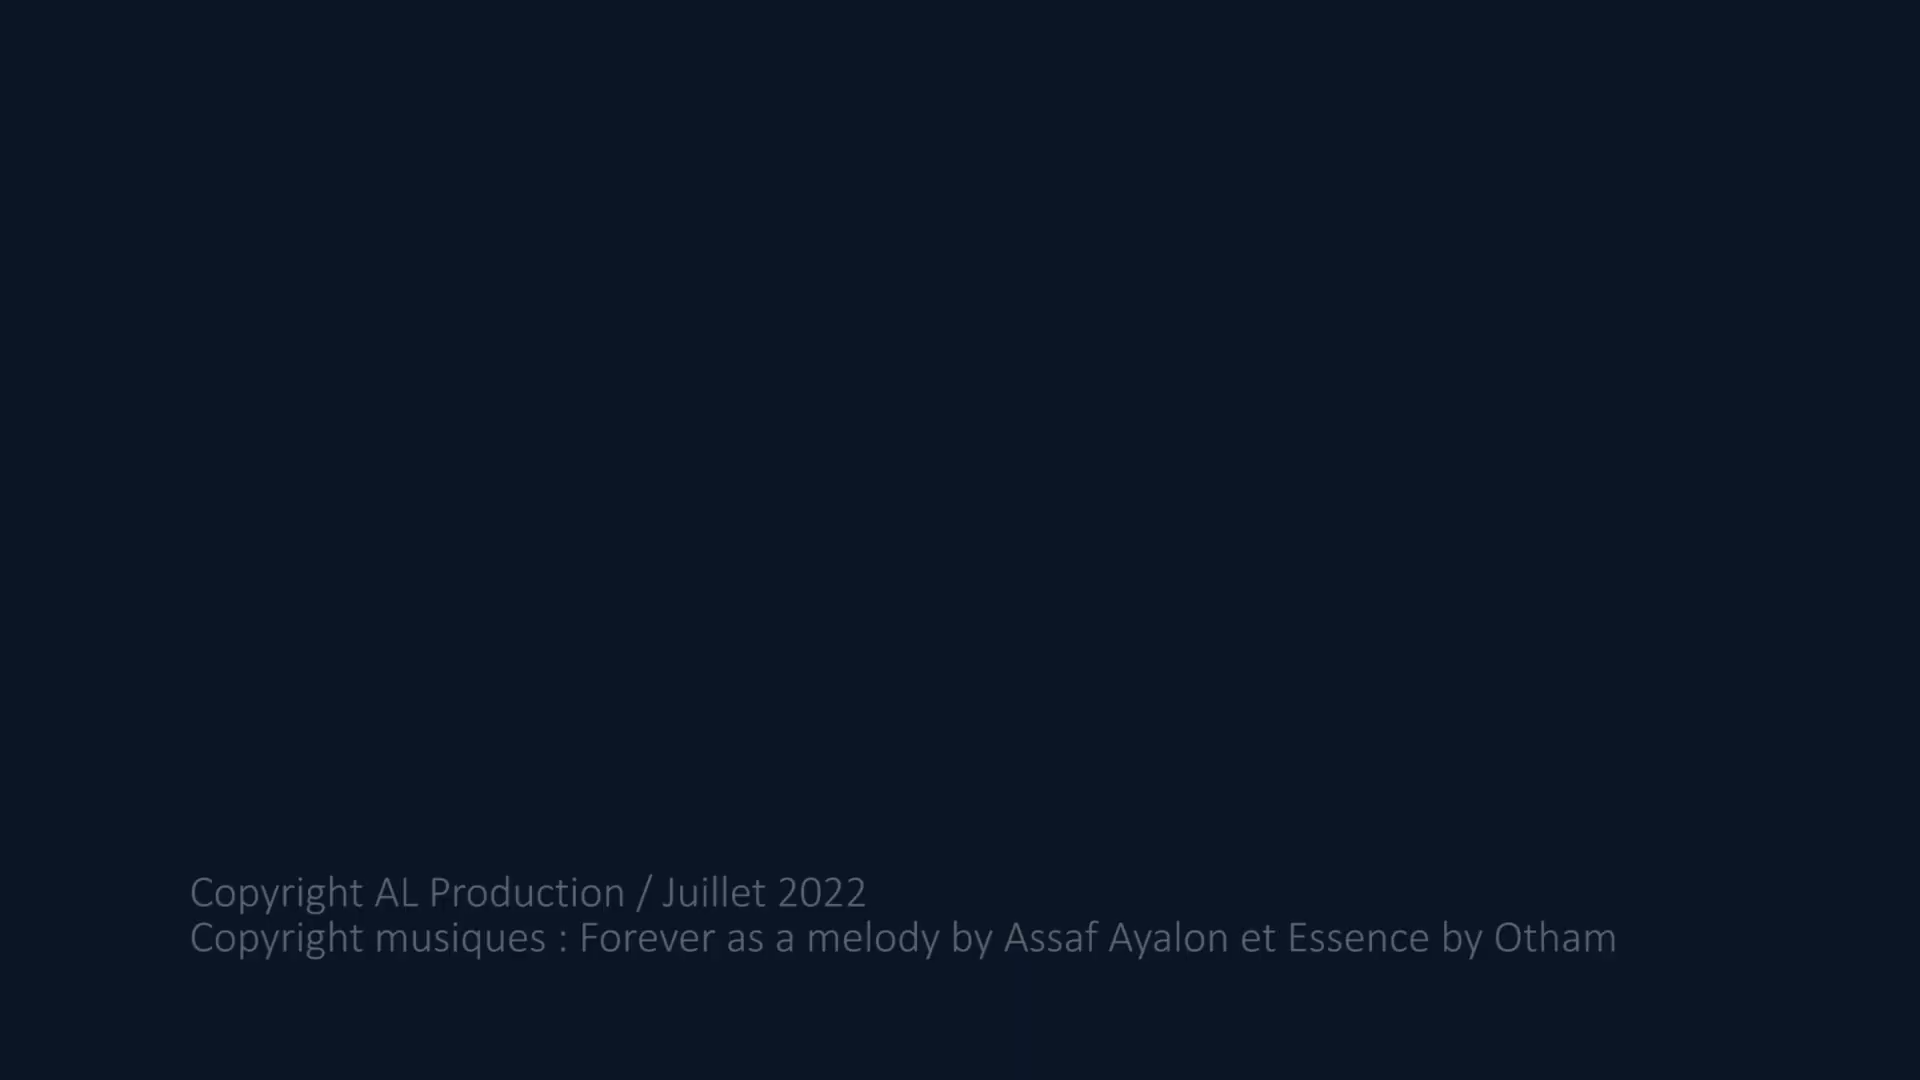 Copyright AL Production / Juillet 2022
Copyright musiques : Forever as a melody by Assaf Ayalon et Essence by Otham